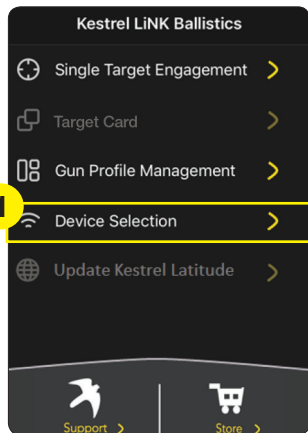 Kestrel LiNK Ballistics
Single Target Engagement
Target Card
Gun Profile Management
Device Selection
Update Kestrel Latitude
Support
Store